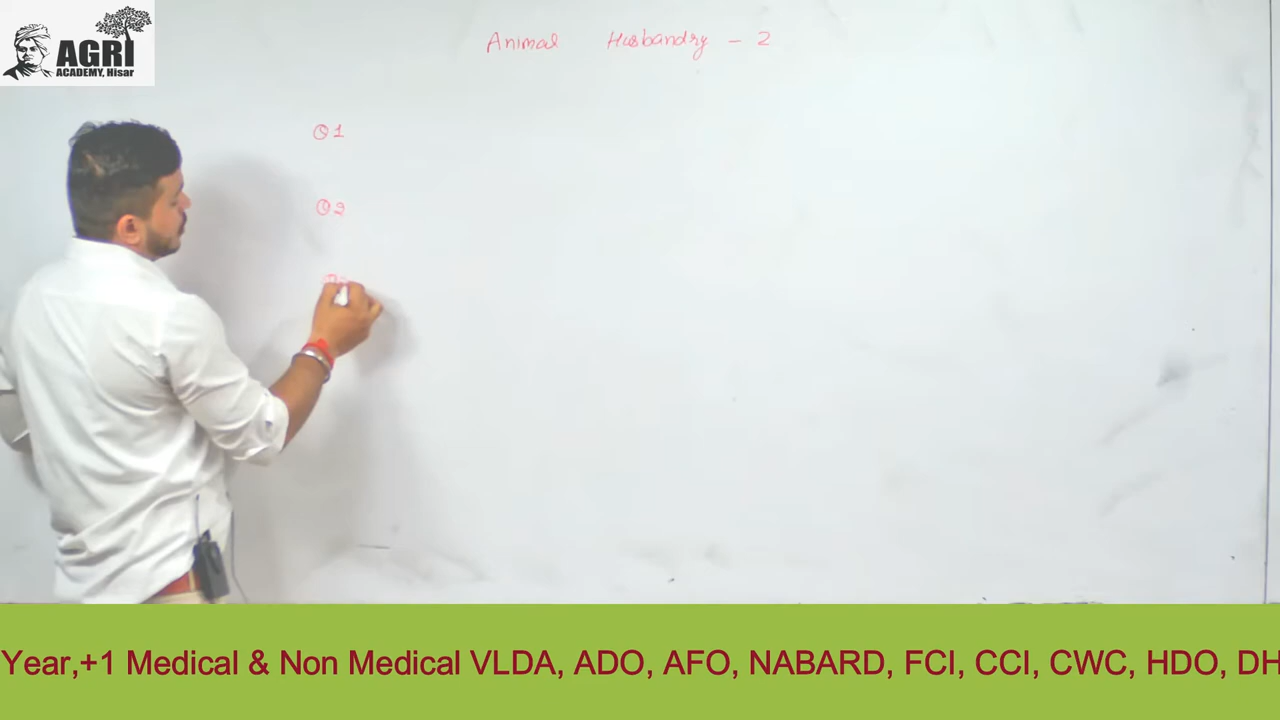 AGRI
ACADEMY, Hisar
Animal Husbandry - 2
Q1
Q2
Year,+1 Medical & Non Medical VLDA, ADO, AFO, NABARD, FCI, CCI, CWC, HDO, DH